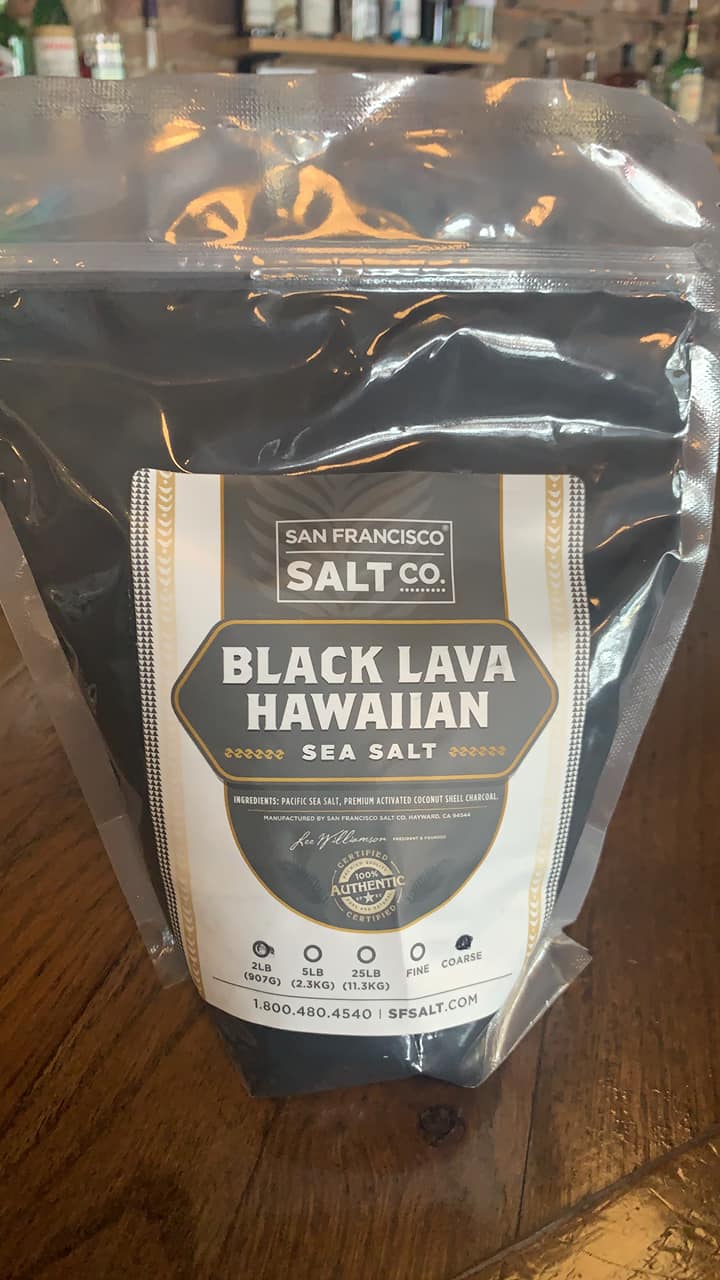 SAN FRANCISCO®
SALT CO.
BLACK LAVA
HAWAIIAN
SEA SALT
INGREDIENTS: PACIFIC SEA SALT, PREMIUM ACTIVATED COCONUT SHELL CHARCOAL.
MANUFACTURED BY SAN FRANCISCO SALT CO. HAYWARD, CA 94544
Lee Williamson PRESIDENT & FOUNDER
CERTIFIED
PREMIUM QUALITY
100%
AUTHENTIC
CERTIFIED
2LB 5LB 25LB FINE COARSE
(907G) (2.3KG) (11.3KG)
1.800.480.4540 | SFSALT.COM